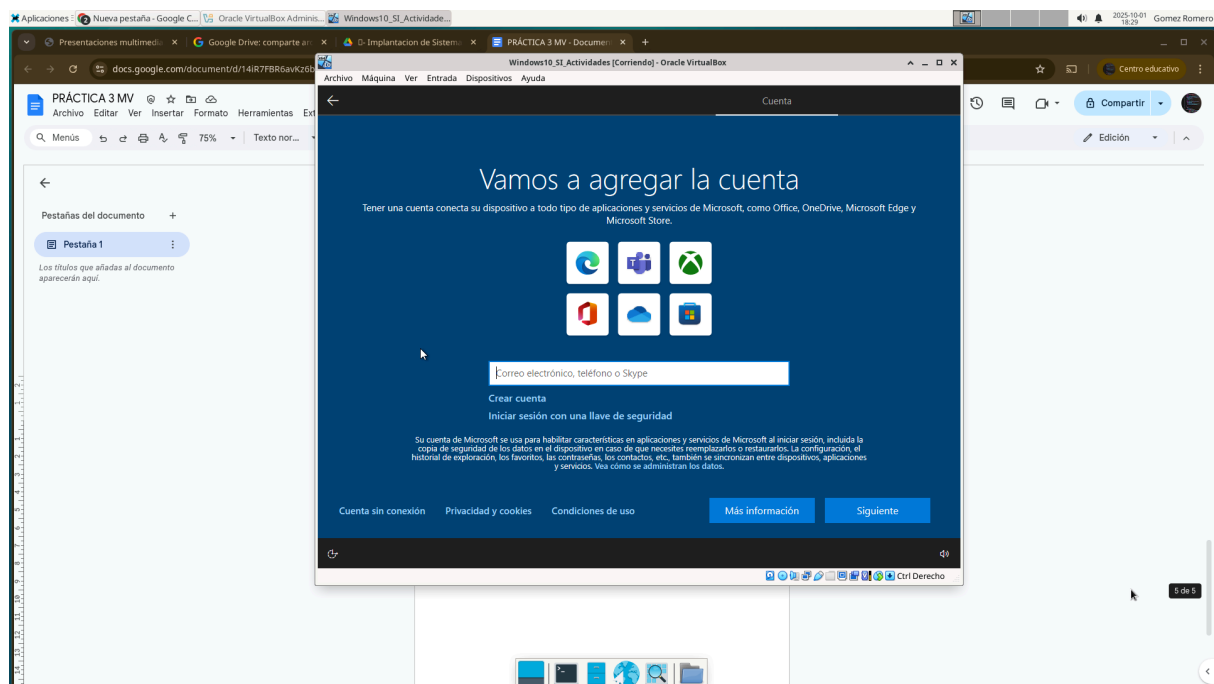 Aplicaciones
Nueva pestaña - Google C...
Oracle VirtualBox Adminis...
Windows10_SI_Actividade...
2025-10-01
18:29
Gomez Romero
Presentaciones multimedia
Google Drive: comparte ar
0- Implantacion de Sistema
PRÁCTICA 3 MV - Document
docs.google.com/document/d/14iR7FBR6avKz6b
Centro educativo
Windows10_SI_Actividades [Corriendo] - Oracle VirtualBox
Archivo Máquina Ver Entrada Dispositivos Ayuda
PRÁCTICA 3 MV
Archivo Editar Ver Insertar Formato Herramientas Ext
Compartir
Menús
75%
Texto nor...
Edición
Pestañas del documento
Pestaña 1
Los títulos que añadas al documento
aparecerán aquí.
Cuenta
Vamos a agregar la cuenta
Tener una cuenta conecta su dispositivo a todo tipo de aplicaciones y servicios de Microsoft, como Office, OneDrive, Microsoft Edge y
Microsoft Store.
Correo electrónico, teléfono o Skype
Crear cuenta
Iniciar sesión con una llave de seguridad
Su cuenta de Microsoft se usa para habilitar características en aplicaciones y servicios de Microsoft al iniciar sesión, incluida la
copia de seguridad de los datos en el dispositivo en caso de que necesites reemplazarlos o restaurarlos. La configuración, el
historial de exploración, los favoritos, las contraseñas, los contactos, etc., también se sincronizan entre dispositivos, aplicaciones
y servicios. Vea cómo se administran los datos.
Cuenta sin conexión
Privacidad y cookies
Condiciones de uso
Más información
Siguiente
Ctrl Derecho
5 de 5